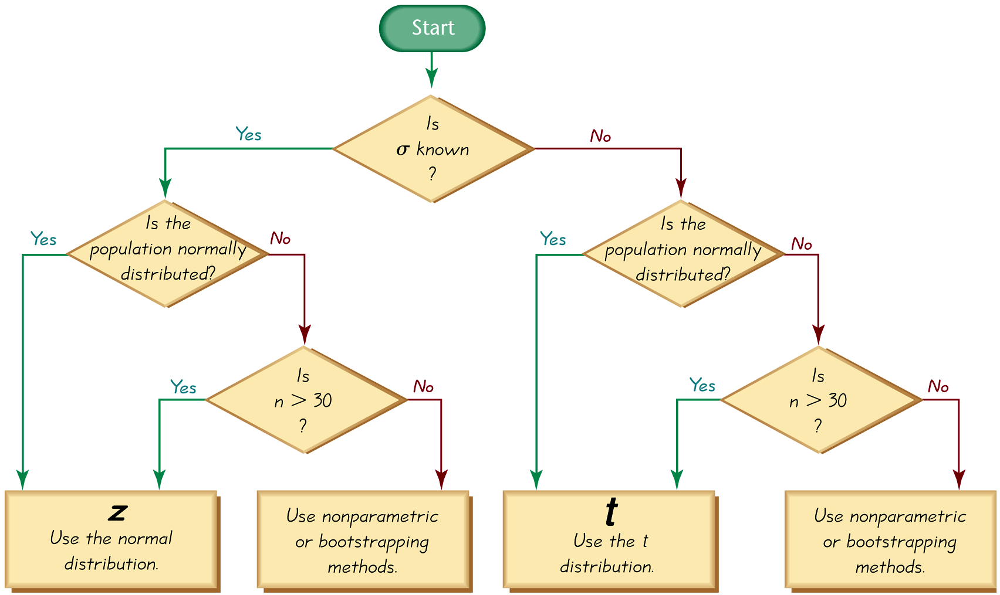 Start
Is
σ known
?
Yes
No
Is the
population normally
distributed?
Yes
No
Is the
population normally
distributed?
Yes
No
Is
n > 30
?
Yes
No
Is
n > 30
?
Yes
No
z
Use the normal
distribution.
Use nonparametric
or bootstrapping
methods.
t
Use the t
distribution.
Use nonparametric
or bootstrapping
methods.